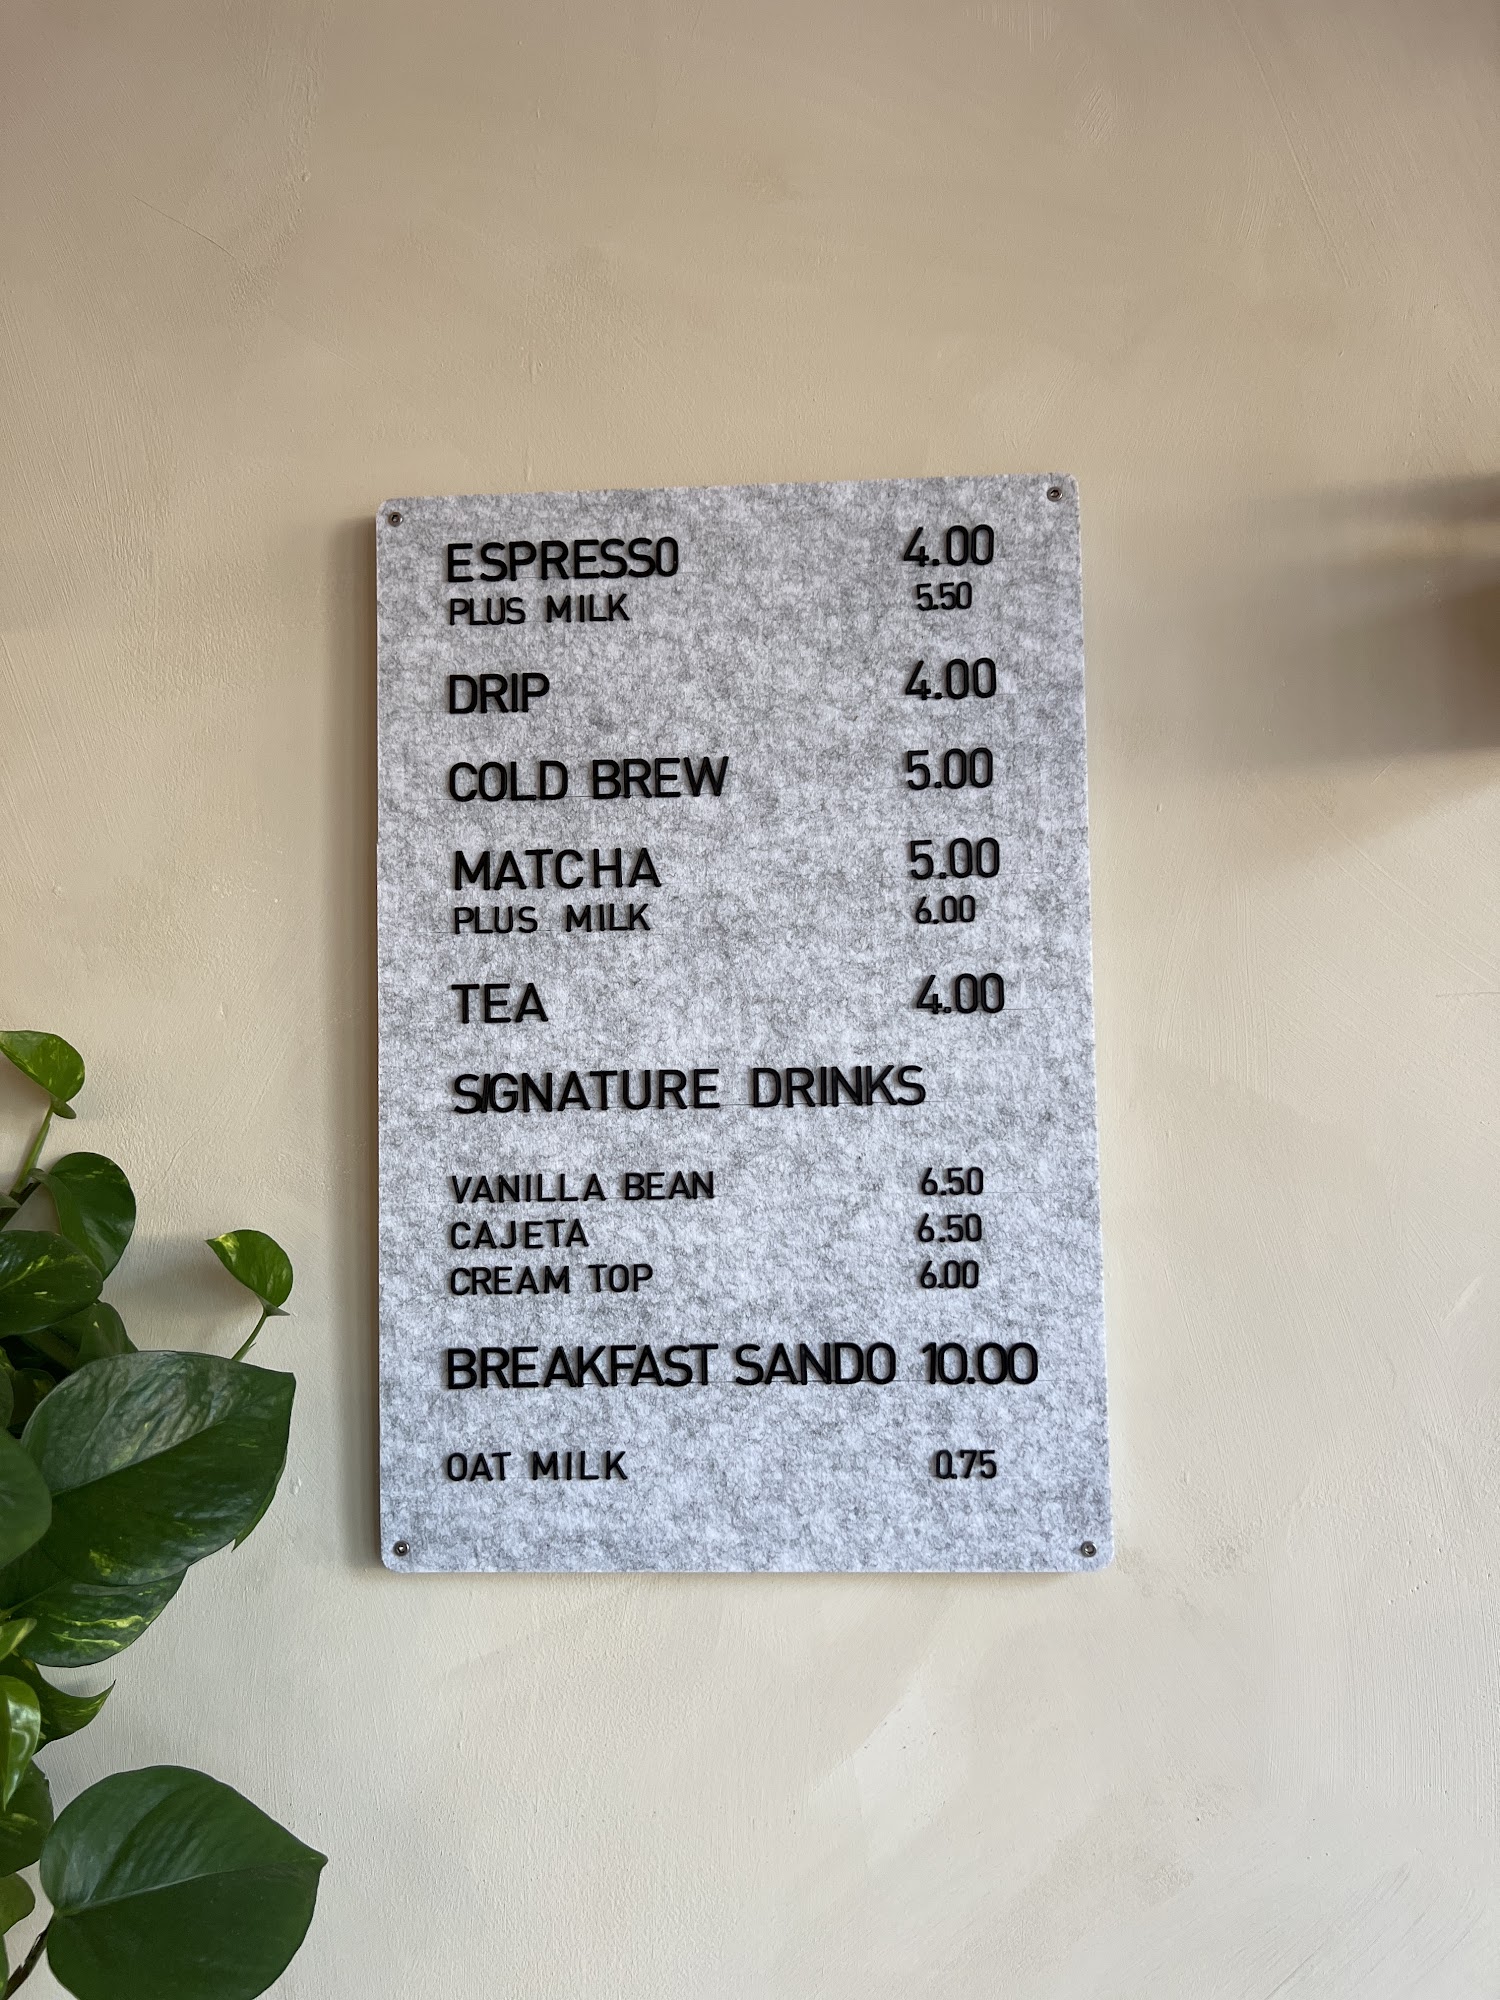 ESPRESSO 4.00
PLUS MILK 5.50
DRIP 4.00
COLD BREW 5.00
MATCHA 5.00
PLUS MILK 6.00
TEA 4.00
SIGNATURE DRINKS
VANILLA BEAN 6.50
CAJETA 6.50
CREAM TOP 6.00
BREAKFAST SANDO 10.00
OAT MILK 0.75